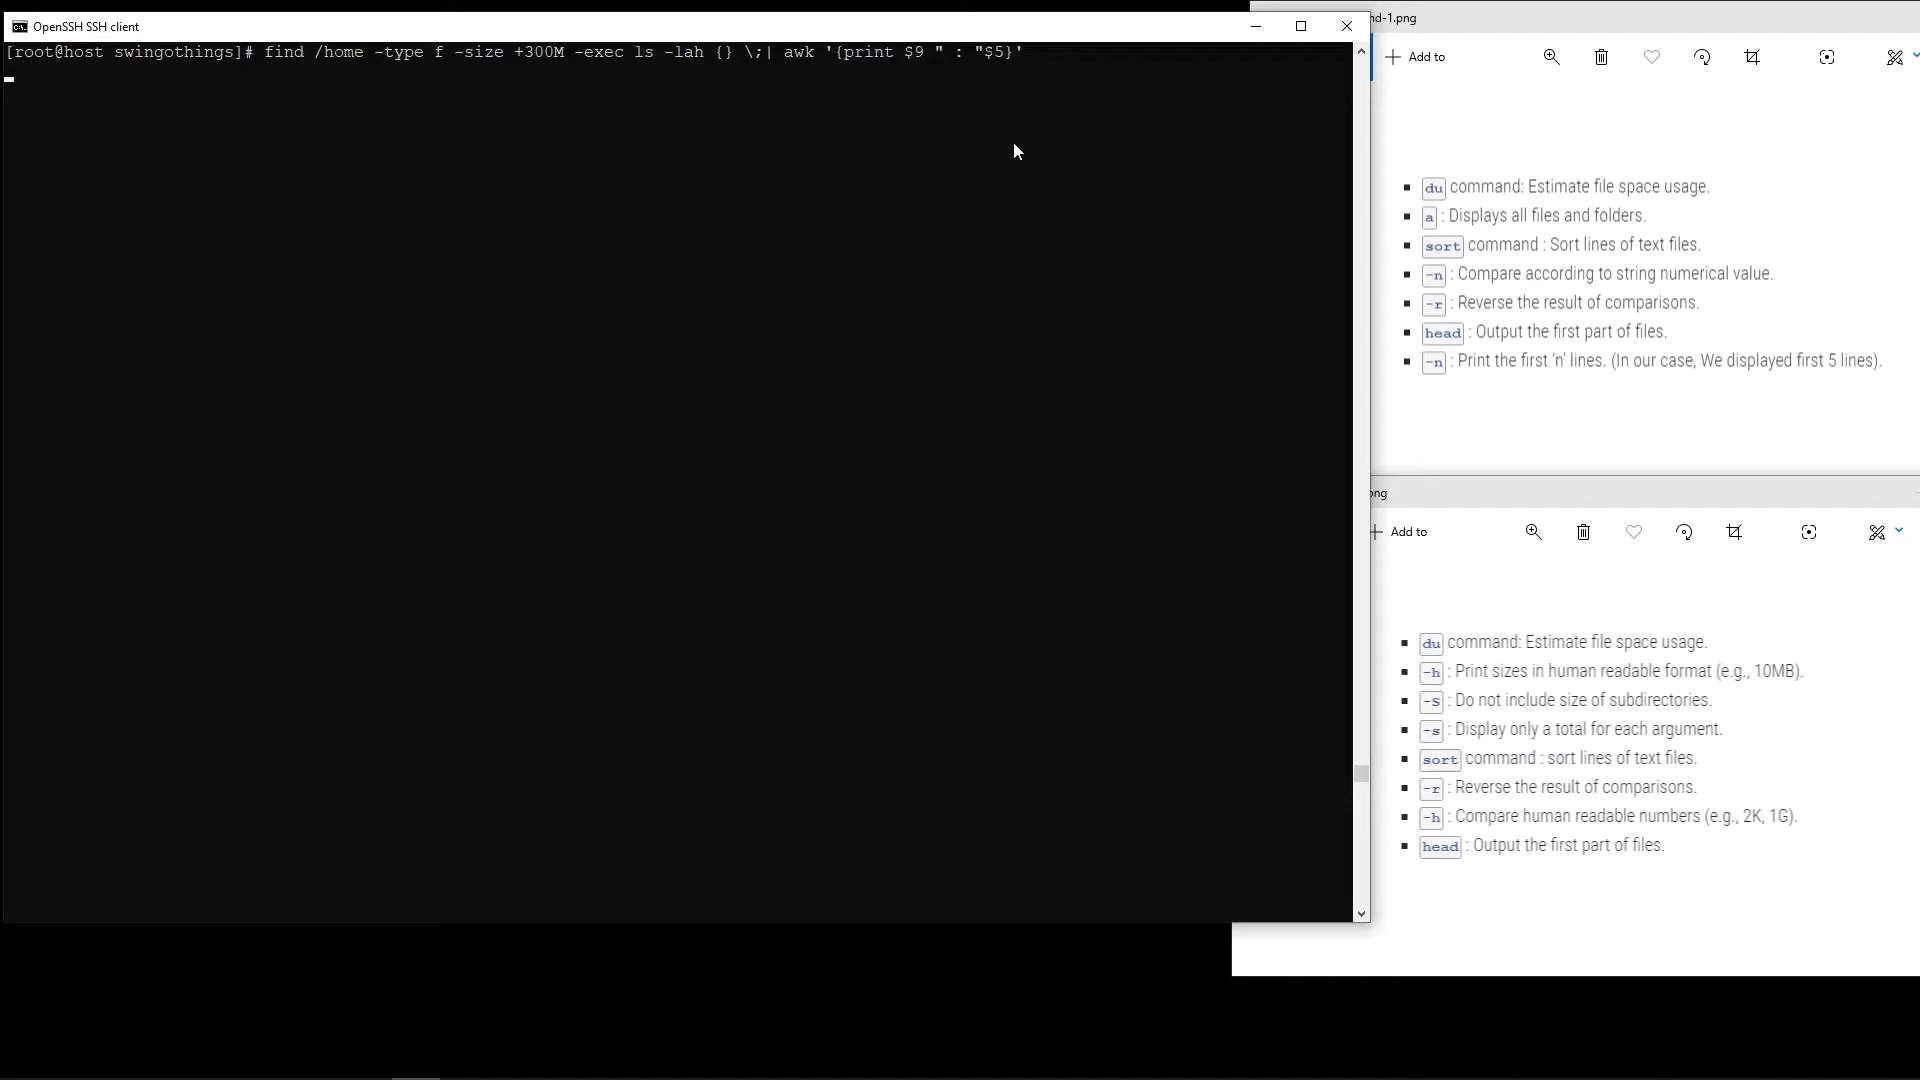 OpenSSH SSH client
[root@host swingothings]# find /home -type f -size +300M -exec ls -lah {} \;| awk '{print $9 " : "$5}'
nd-1.png
Add to
du command: Estimate file space usage.
a : Displays all files and folders.
sort command : Sort lines of text files.
-n : Compare according to string numerical value.
-r : Reverse the result of comparisons.
head : Output the first part of files.
-n : Print the first ‘n’ lines. (In our case, We displayed first 5 lines).
png
Add to
du command: Estimate file space usage.
-h : Print sizes in human readable format (e.g., 10MB).
-S : Do not include size of subdirectories.
-s : Display only a total for each argument.
sort command : sort lines of text files.
-r : Reverse the result of comparisons.
-h : Compare human readable numbers (e.g., 2K, 1G).
head : Output the first part of files.